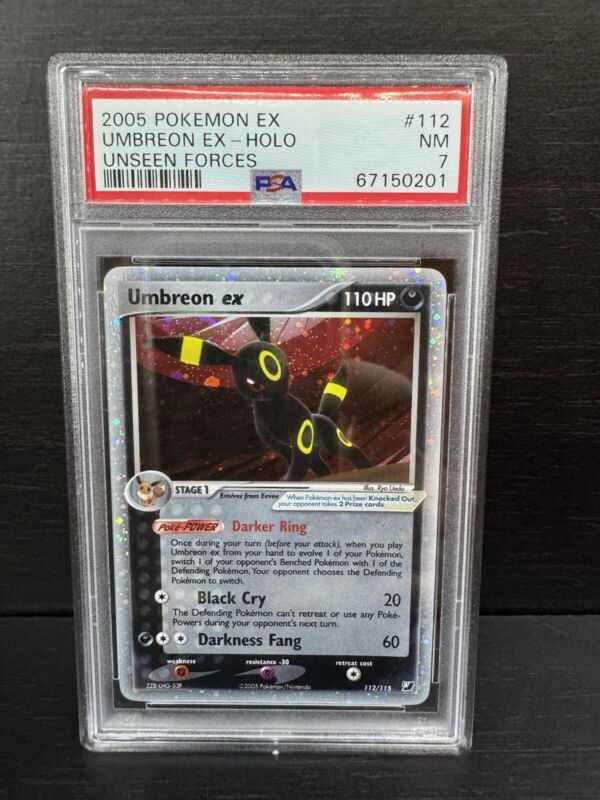 2005 POKEMON EX #112
UMBREON EX - HOLO NM
UNSEEN FORCES 7
PSA 67150201
Umbreon ex 110 HP
Illus. Ryo Ueda
STAGE 1 Evolves from Eevee
When Pokémon-ex has been Knocked Out,
your opponent takes 2 Prize cards.
Poké-POWER Darker Ring
Once during your turn (before your attack), when you play
Umbreon ex from your hand to evolve 1 of your Pokémon,
switch 1 of your opponent's Benched Pokémon with 1 of the
Defending Pokémon. Your opponent chooses the Defending
Pokémon to switch.
Black Cry 20
The Defending Pokémon can't retreat or use any Poké-
Powers during your opponent's next turn.
Darkness Fang 60
weakness resistance -30 retreat cost
ZZB-LHG-53F ©2005 Pokémon/Nintendo 112/115